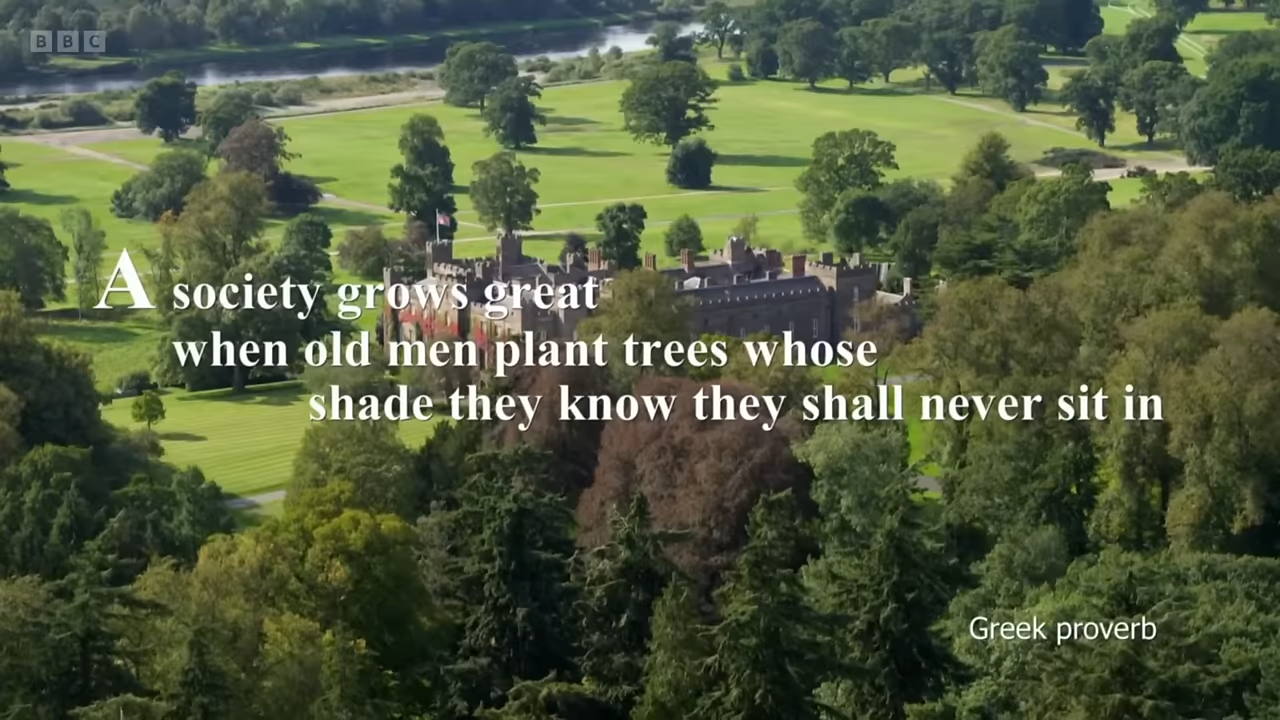 BBC
A society grows great
when old men plant trees whose
shade they know they shall never sit in
Greek proverb